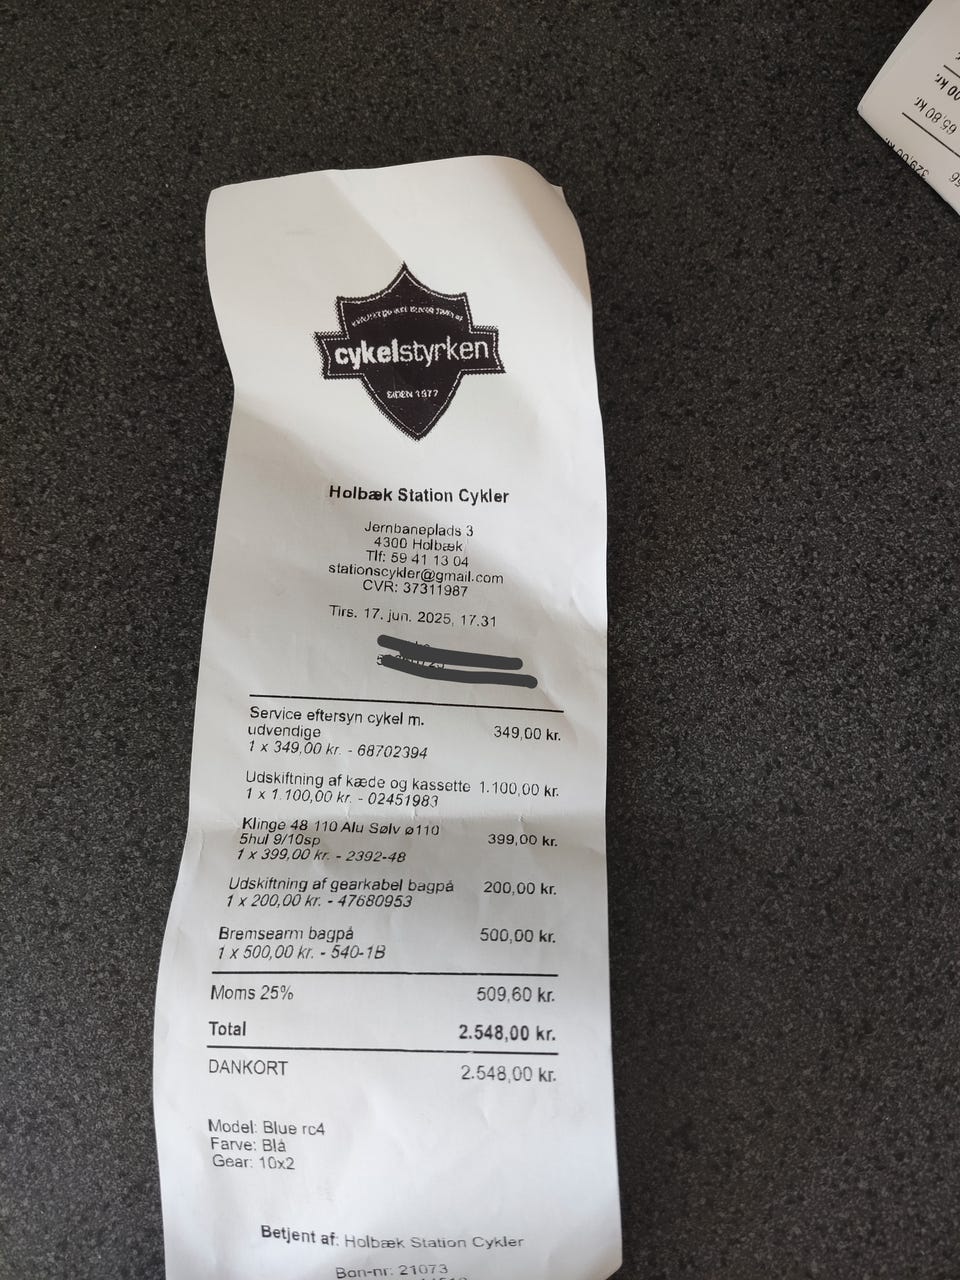 cykelstyrken
SIDEN 1977
Holbæk Station Cykler
Jernbaneplads 3
4300 Holbæk
Tlf: 59 41 13 04
stationscykler@gmail.com
CVR: 37311987
Tirs. 17. jun. 2025, 17.31
Service eftersyn cykel m.
udvendige 349,00 kr.
1 x 349,00 kr. - 68702394
Udskiftning af kæde og kassette 1.100,00 kr.
1 x 1.100,00 kr. - 02451983
Klinge 48 110 Alu Sølv ø110
5hul 9/10sp 399,00 kr.
1 x 399,00 kr. - 2392-48
Udskiftning af gearkabel bagpå 200,00 kr.
1 x 200,00 kr. - 47680953
Bremsearm bagpå 500,00 kr.
1 x 500,00 kr. - 540-1B
Moms 25% 509,60 kr.
Total 2.548,00 kr.
DANKORT 2.548,00 kr.
Model: Blue rc4
Farve: Blå
Gear: 10x2
Betjent af: Holbæk Station Cykler
Bon-nr: 21073
65,80 kr.
329,00 kr.